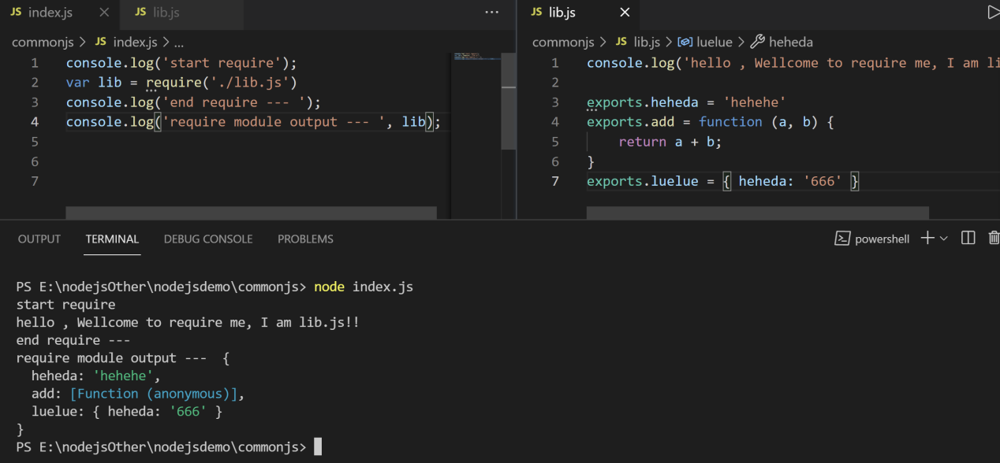 JS index.js
JS lib.js
commonjs > JS index.js > ...
1 console.log('start require');
2 var lib = require('./lib.js')
3 console.log('end require --- ');
4 console.log('require module output --- ', lib);
5
6
7
JS lib.js
commonjs > JS lib.js > luelue > heheda
1 console.log('hello , Wellcome to require me, I am li
2
3 exports.heheda = 'hehehe'
4 exports.add = function (a, b) {
5 return a + b;
6 }
7 exports.luelue = { heheda: '666' }
OUTPUT TERMINAL DEBUG CONSOLE PROBLEMS
powershell
PS E:\nodejsOther\nodejsdemo\commonjs> node index.js
start require
hello , Wellcome to require me, I am lib.js!!
end require ---
require module output ---  {
  heheda: 'hehehe',
  add: [Function (anonymous)],
  luelue: { heheda: '666' }
}
PS E:\nodejsOther\nodejsdemo\commonjs>